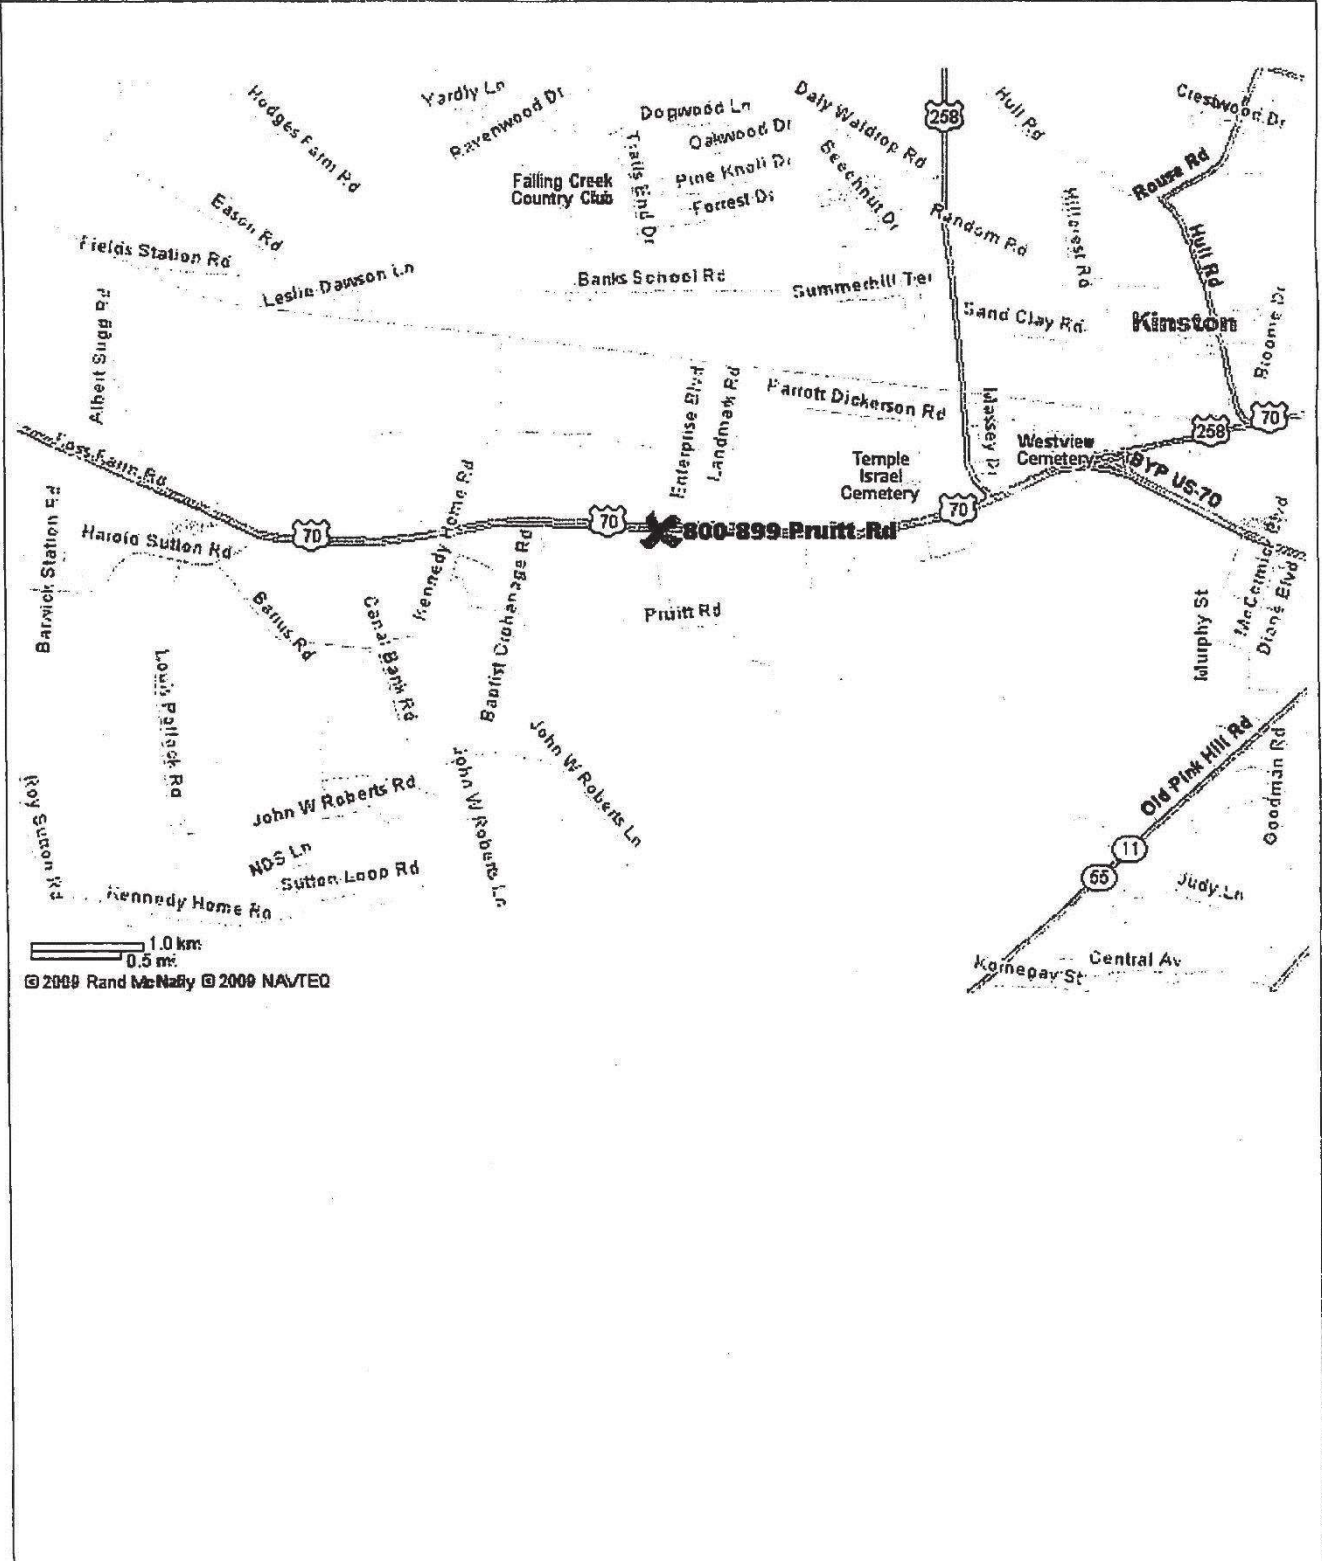 Yardly Ln
Ravenwood Dr
Hodges Farm Rd
Dogwood Ln
Oakwood Dr
Daly Waldrop Rd
258
Hull Rd
Crestwood Dr
Trails End Dr
Pine Knoll Dr
Forrest Dr
Beechnut Dr
Falling Creek
Country Club
Rouse Rd
Eason Rd
Fields Station Rd
Leslie Dawson Ln
Banks School Rd
Summerhill Ter
Random Rd
Hillcrest Rd
Hull Rd
Sand Clay Rd
Kinston
Broome Dr
Albert Sugg Rd
Enterprise Blvd
Landmark Rd
Parrott Dickerson Rd
Massey Dr
Westview
Cemetery
258
70
Temple
Israel
Cemetery
BYP US-70
Barwick Station Rd
Harold Sutton Rd
70
Kennedy Home Rd
70
800-899 Pruitt Rd
70
McCormick Blvd
Diane Blvd
Murphy St
Barrus Rd
Canal Bank Rd
Baptist Orphanage Rd
Pruitt Rd
Louis Pollock Rd
John W Roberts Rd
John W Roberts Ln
John W Roberts Ln
Old Pink Hill Rd
Goodman Rd
Roy Sutton Rd
NDS Ln
Sutton Loop Rd
Kennedy Home Rd
11
55
Judy Ln
Kornegay St
Central Av
1.0 km
0.5 mi
© 2009 Rand McNally © 2009 NAVTEQ